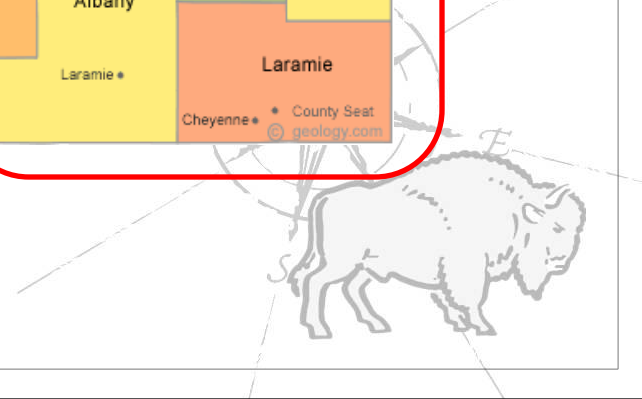 Albany
Laramie
Laramie
County Seat
Cheyenne
© geology.com
E
S